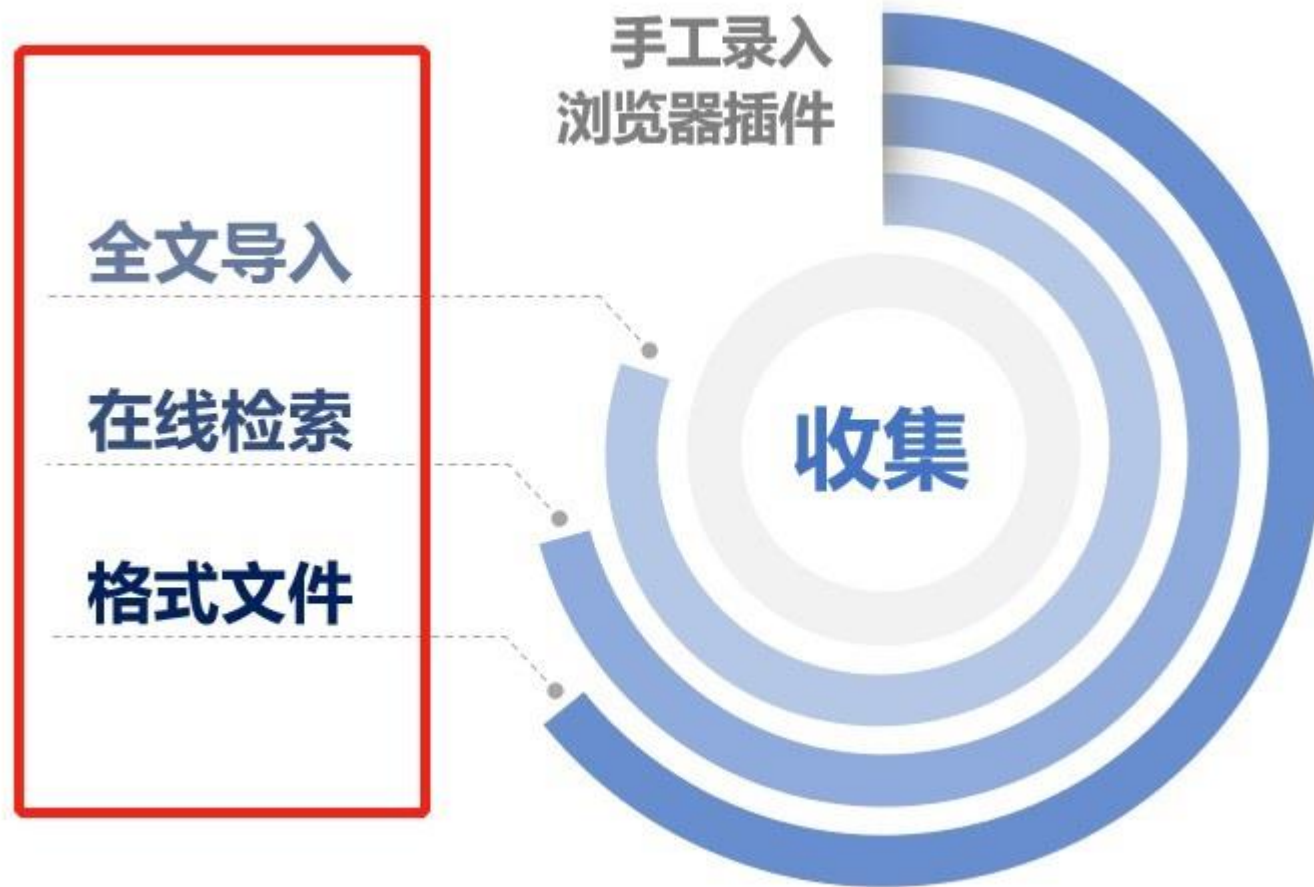 手工录入
浏览器插件
全文导入
在线检索
格式文件
收集